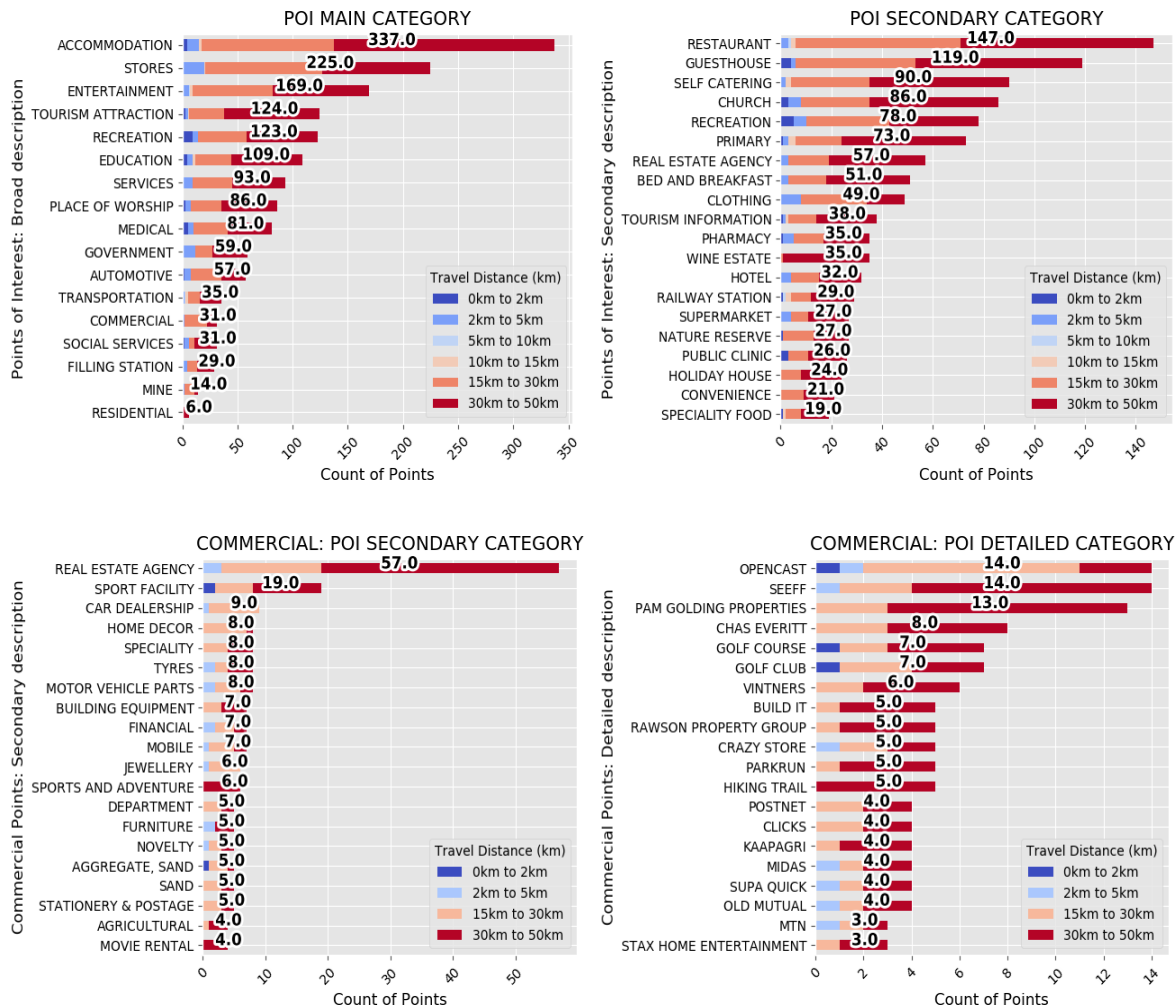 POI MAIN CATEGORY
Points of Interest: Broad description
ACCOMMODATION 337.0
STORES 225.0
ENTERTAINMENT 169.0
TOURISM ATTRACTION 124.0
RECREATION 123.0
EDUCATION 109.0
SERVICES 93.0
PLACE OF WORSHIP 86.0
MEDICAL 81.0
GOVERNMENT 59.0
AUTOMOTIVE 57.0
TRANSPORTATION 35.0
COMMERCIAL 31.0
SOCIAL SERVICES 31.0
FILLING STATION 29.0
MINE 14.0
RESIDENTIAL 6.0
Travel Distance (km)
0km to 2km
2km to 5km
5km to 10km
10km to 15km
15km to 30km
30km to 50km
0 50 100 150 200 250 300 350
Count of Points
POI SECONDARY CATEGORY
Points of Interest: Secondary description
RESTAURANT 147.0
GUESTHOUSE 119.0
SELF CATERING 90.0
CHURCH 86.0
RECREATION 78.0
PRIMARY 73.0
REAL ESTATE AGENCY 57.0
BED AND BREAKFAST 51.0
CLOTHING 49.0
TOURISM INFORMATION 38.0
PHARMACY 35.0
WINE ESTATE 35.0
HOTEL 32.0
RAILWAY STATION 29.0
SUPERMARKET 27.0
NATURE RESERVE 27.0
PUBLIC CLINIC 26.0
HOLIDAY HOUSE 24.0
CONVENIENCE 21.0
SPECIALITY FOOD 19.0
Travel Distance (km)
0km to 2km
2km to 5km
5km to 10km
10km to 15km
15km to 30km
30km to 50km
0 20 40 60 80 100 120 140
Count of Points
COMMERCIAL: POI SECONDARY CATEGORY
Commercial Points: Secondary description
REAL ESTATE AGENCY 57.0
SPORT FACILITY 19.0
CAR DEALERSHIP 9.0
HOME DECOR 8.0
SPECIALITY 8.0
TYRES 8.0
MOTOR VEHICLE PARTS 8.0
BUILDING EQUIPMENT 7.0
FINANCIAL 7.0
MOBILE 7.0
JEWELLERY 6.0
SPORTS AND ADVENTURE 6.0
DEPARTMENT 5.0
FURNITURE 5.0
NOVELTY 5.0
AGGREGATE, SAND 5.0
SAND 5.0
STATIONERY & POSTAGE 5.0
AGRICULTURAL 4.0
MOVIE RENTAL 4.0
Travel Distance (km)
0km to 2km
2km to 5km
15km to 30km
30km to 50km
0 10 20 30 40 50
Count of Points
COMMERCIAL: POI DETAILED CATEGORY
Commercial Points: Detailed description
OPENCAST 14.0
SEEFF 14.0
PAM GOLDING PROPERTIES 13.0
CHAS EVERITT 8.0
GOLF COURSE 7.0
GOLF CLUB 7.0
VINTNERS 6.0
BUILD IT 5.0
RAWSON PROPERTY GROUP 5.0
CRAZY STORE 5.0
PARKRUN 5.0
HIKING TRAIL 5.0
POSTNET 4.0
CLICKS 4.0
KAAPAGRI 4.0
MIDAS 4.0
SUPA QUICK 4.0
OLD MUTUAL 4.0
MTN 3.0
STAX HOME ENTERTAINMENT 3.0
Travel Distance (km)
0km to 2km
2km to 5km
15km to 30km
30km to 50km
0 2 4 6 8 10 12 14
Count of Points